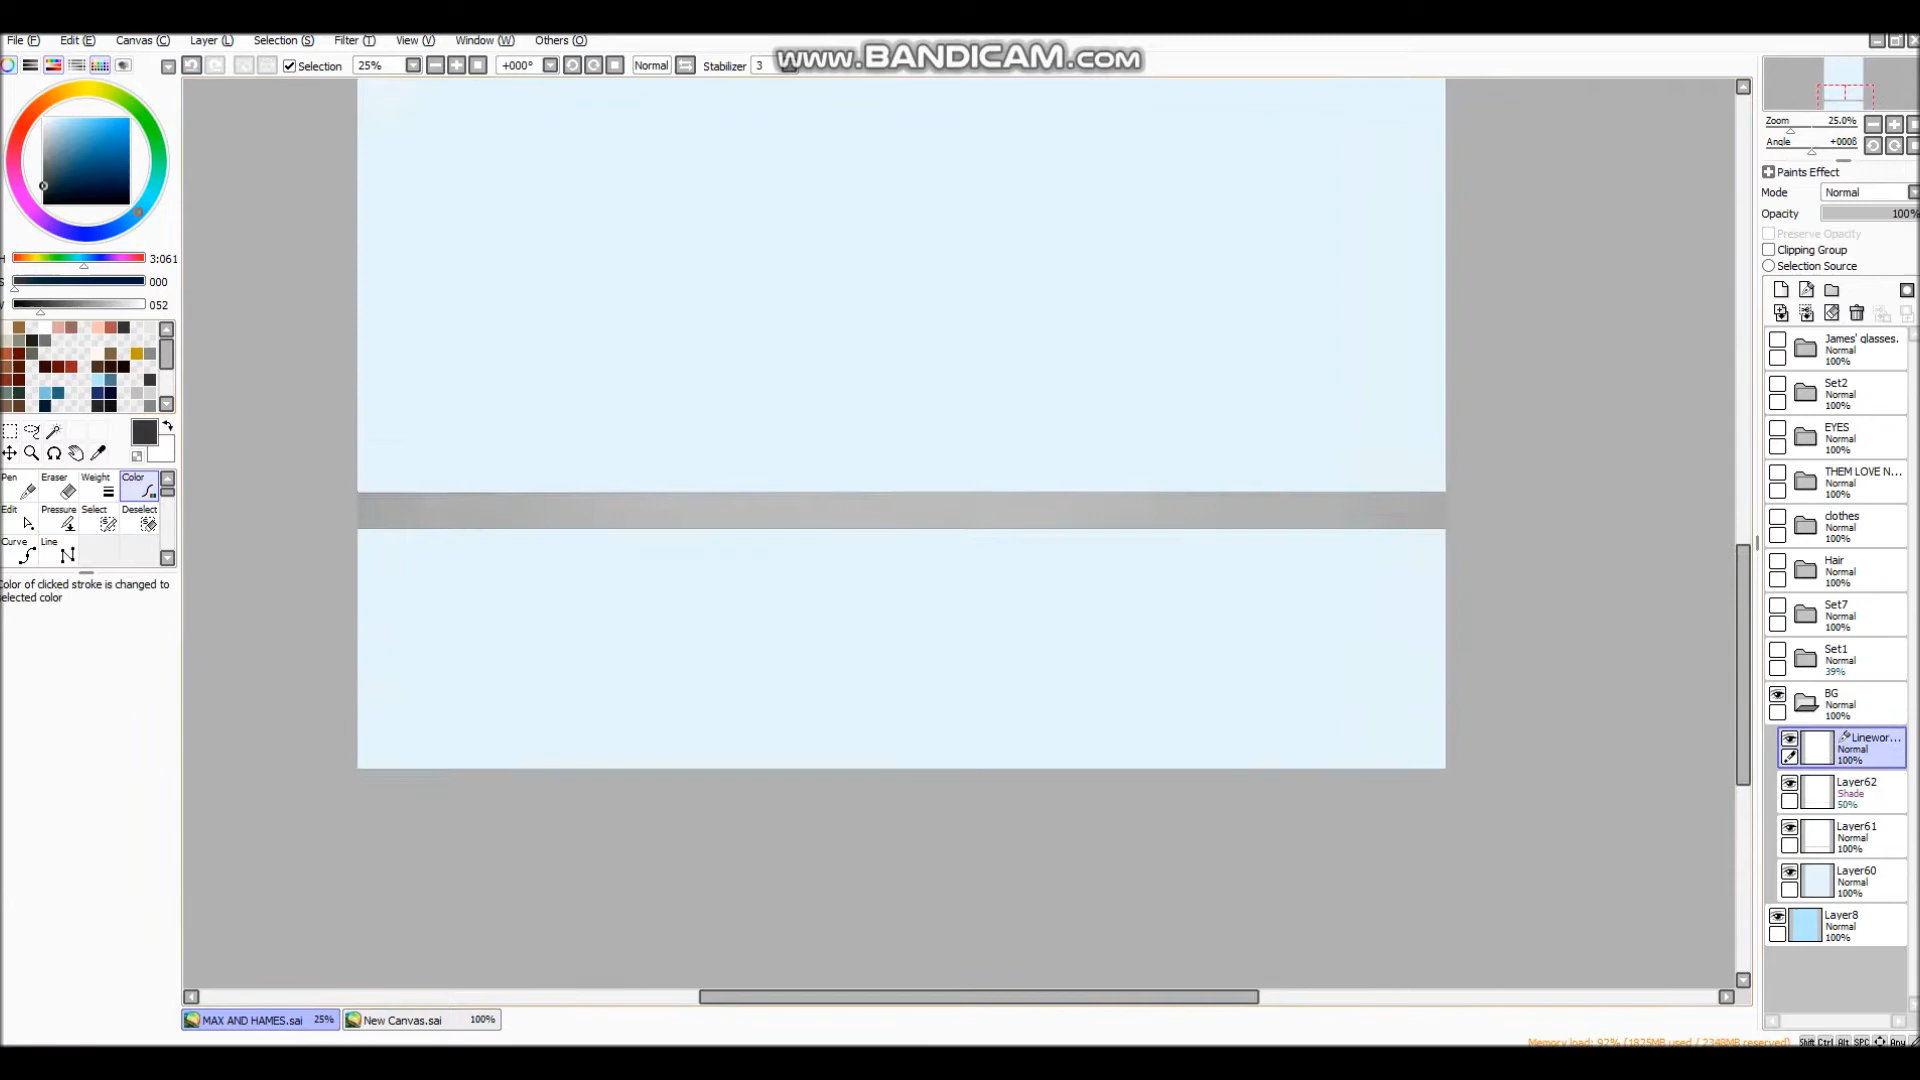 www.BANDICAM.com
File (F) Edit (E) Canvas (C) Layer (L) Selection (S) Filter (T) View (V) Window (W) Others (O)
Selection 25% +000° Normal Stabilizer 3
Zoom 25.0%
Angle +0008
Paints Effect
Mode Normal
Opacity 100%
Preserve Opacity
Clipping Group
Selection Source
H 3:061
S 000
V 052
Pen Eraser Weight Color
Edit Pressure Select Deselect
Curve Line
Color of clicked stroke is changed to
selected color
James' glasses.
Normal
100%
Set2
Normal
100%
EYES
Normal
100%
THEM LOVE N...
Normal
100%
clothes
Normal
100%
Hair
Normal
100%
Set7
Normal
100%
Set1
Normal
39%
BG
Normal
100%
Linewor...
Normal
100%
Layer62
Shade
50%
Layer61
Normal
100%
Layer60
Normal
100%
Layer8
Normal
100%
MAX AND HAMES.sai 25% New Canvas.sai 100%
Memory load: 92% (1825MB used / 2348MB reserved) Shift Ctrl Alt SPC Any